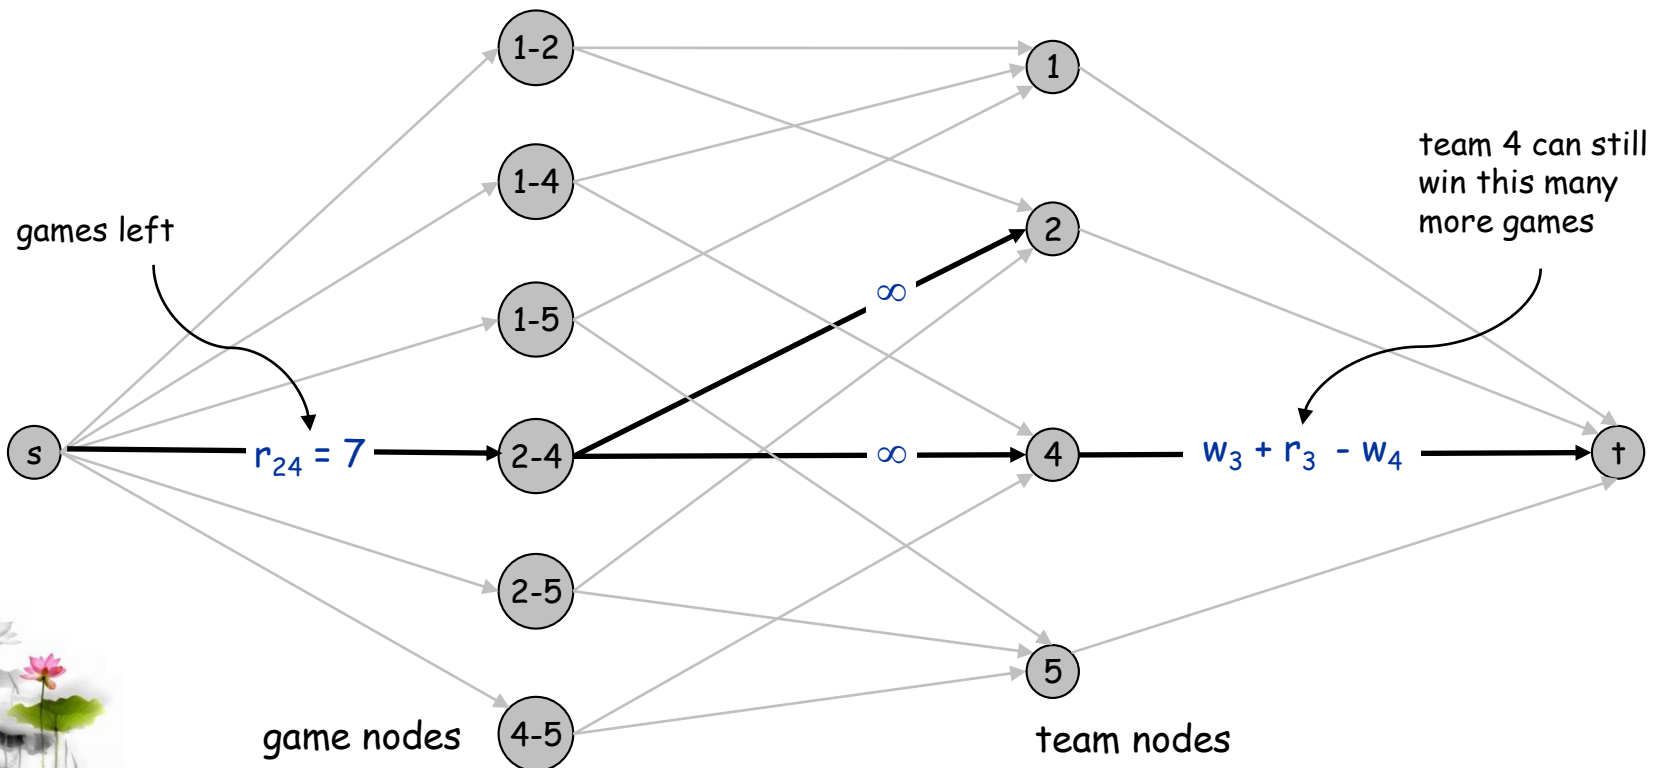 1-2
1
team 4 can still
win this many
more games
1-4
games left
2
∞
1-5
s
r₂₄ = 7
2-4
∞
4
w₃ + r₃ - w₄
t
2-5
5
game nodes
4-5
team nodes